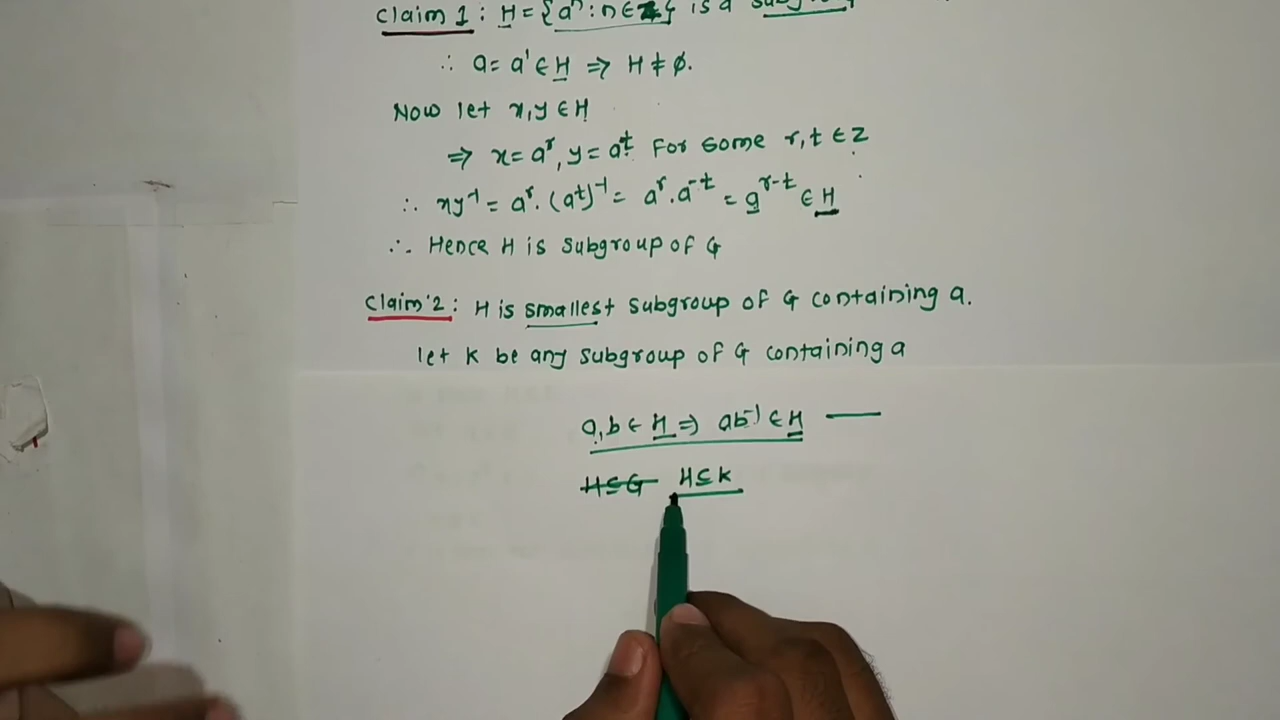 Claim 1 : H = {aⁿ : n ∈ Z} is a subgroup
∴ a = a¹ ∈ H ⇒ H ≠ ϕ.
Now let x, y ∈ H
⇒ x = aʳ, y = aᵗ. For some r, t ∈ Z
∴ xy⁻¹ = aʳ. (aᵗ)⁻¹ = aʳ. a⁻ᵗ = aʳ⁻ᵗ ∈ H
∴ Hence H is subgroup of G
Claim 2 : H is smallest subgroup of G containing a.
let K be any subgroup of G containing a
a, b ∈ H ⇒ ab⁻¹ ∈ H —
H ⊆ G H ⊆ K